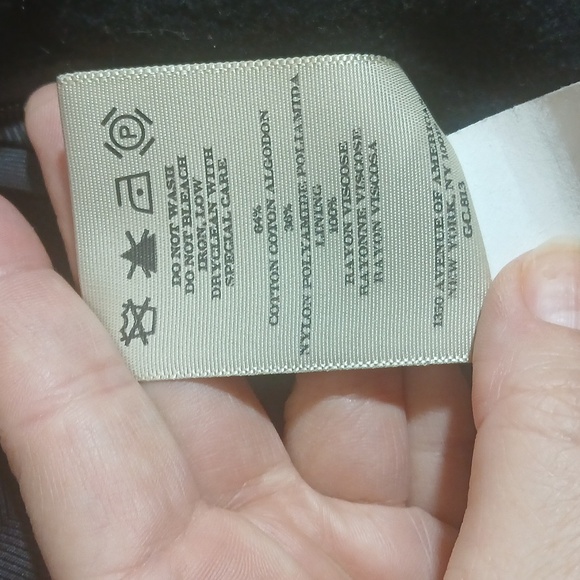 P
DO NOT WASH
DO NOT BLEACH
IRON, LOW
DRYCLEAN WITH
SPECIAL CARE
64%
COTTON COTON ALGODON
36%
NYLON POLYAMIDE POLIAMIDA
LINING
100%
RAYON VISCOSE
RAYONNE VISCOSE
RAYON VISCOSA
1350 AVENUE OF AMERICA
NEW YORK, NY
G.C. 813